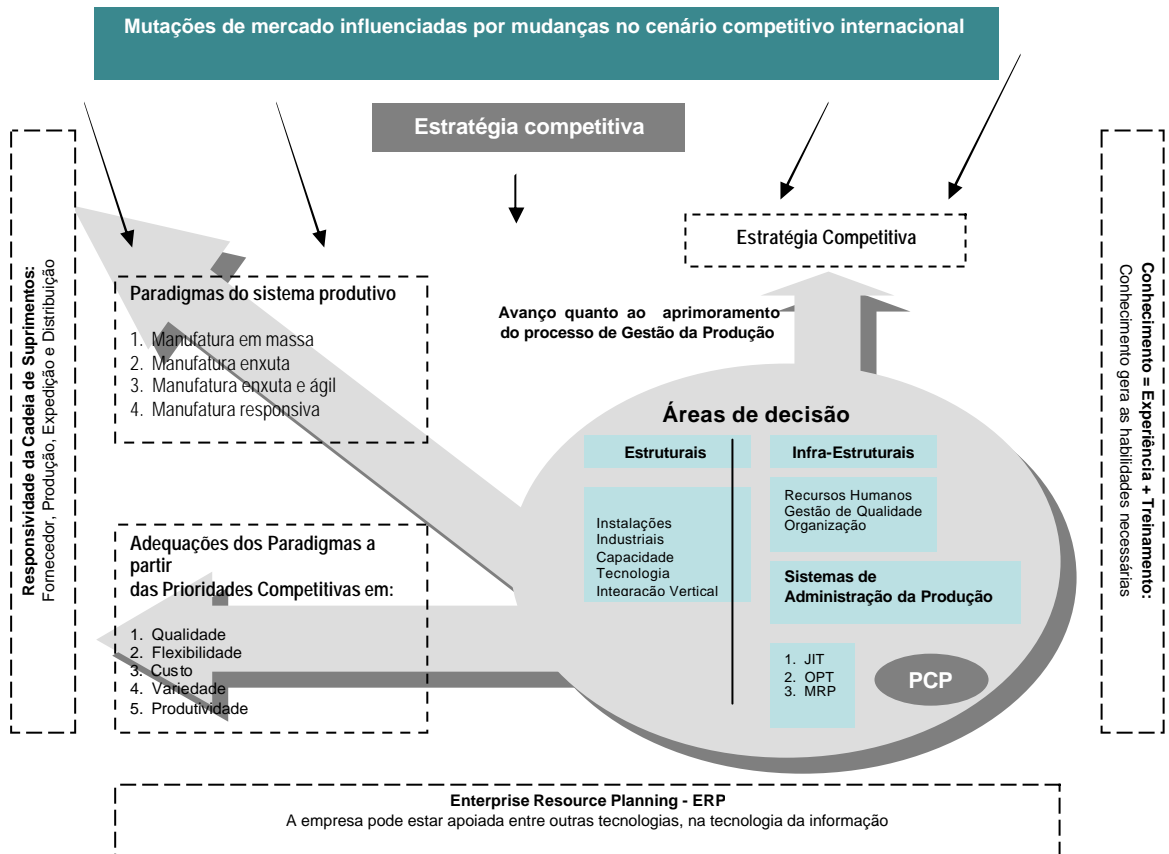 Mutações de mercado influenciadas por mudanças no cenário competitivo internacional
Estratégia competitiva
Responsividade da Cadeia de Suprimentos:
Fornecedor, Produção, Expedição e Distribuição
Estratégia Competitiva
Paradigmas do sistema produtivo
1. Manufatura em massa
2. Manufatura enxuta
3. Manufatura enxuta e ágil
4. Manufatura responsiva
Avanço quanto ao aprimoramento
do processo de Gestão da Produção
Áreas de decisão
Estruturais
Instalações
Industriais
Capacidade
Tecnologia
Integração Vertical
Infra-Estruturais
Recursos Humanos
Gestão de Qualidade
Organização
Sistemas de
Administração da Produção
1. JIT
2. OPT
3. MRP
PCP
Adequações dos Paradigmas a
partir
das Prioridades Competitivas em:
1. Qualidade
2. Flexibilidade
3. Custo
4. Variedade
5. Produtividade
Conhecimento = Experiência + Treinamento:
Conhecimento gera as habilidades necessárias
Enterprise Resource Planning - ERP
A empresa pode estar apoiada entre outras tecnologias, na tecnologia da informação